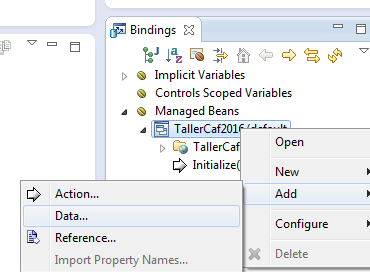 Bindings
Implicit Variables
Controls Scoped Variables
Managed Beans
TallerCaf2016
TallerCaf
Initialize(
Open
New
Add
Configure
Delete
Action...
Data...
Reference...
Import Property Names...